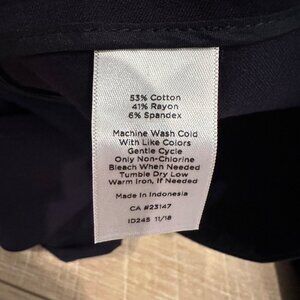 53% Cotton
41% Rayon
6% Spandex
Machine Wash Cold
With Like Colors
Gentle Cycle
Only Non-Chlorine
Bleach When Needed
Tumble Dry Low
Warm Iron, If Needed
Made In Indonesia
CA #23147
ID245 11/18